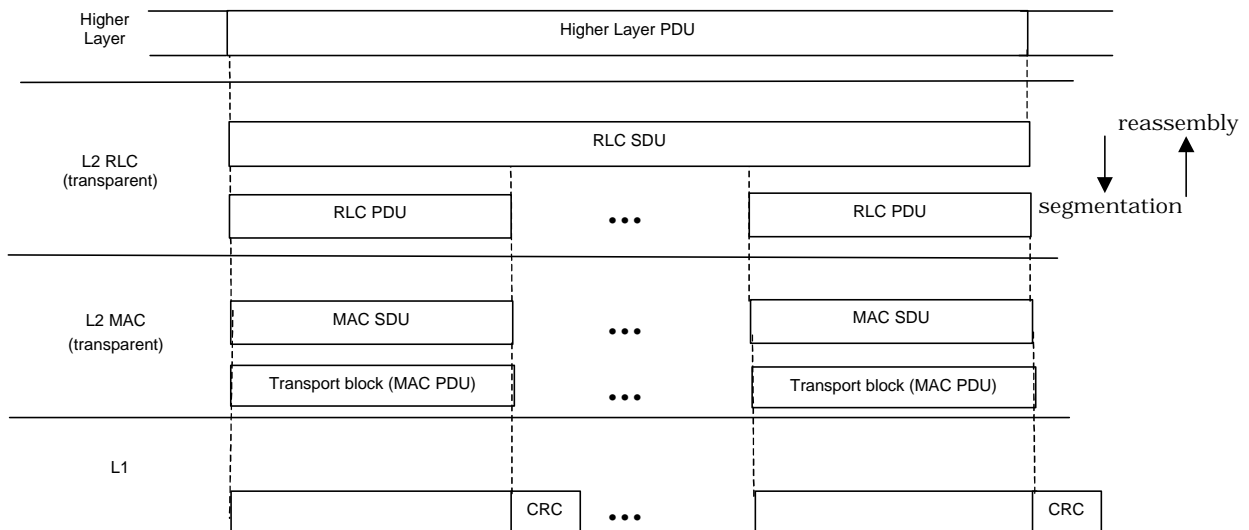 Higher
Layer
Higher Layer PDU
reassembly
RLC SDU
L2 RLC
(transparent)
RLC PDU
•••
RLC PDU
segmentation
L2 MAC
(transparent)
MAC SDU
•••
MAC SDU
Transport block (MAC PDU)
•••
Transport block (MAC PDU)
L1
CRC
•••
CRC